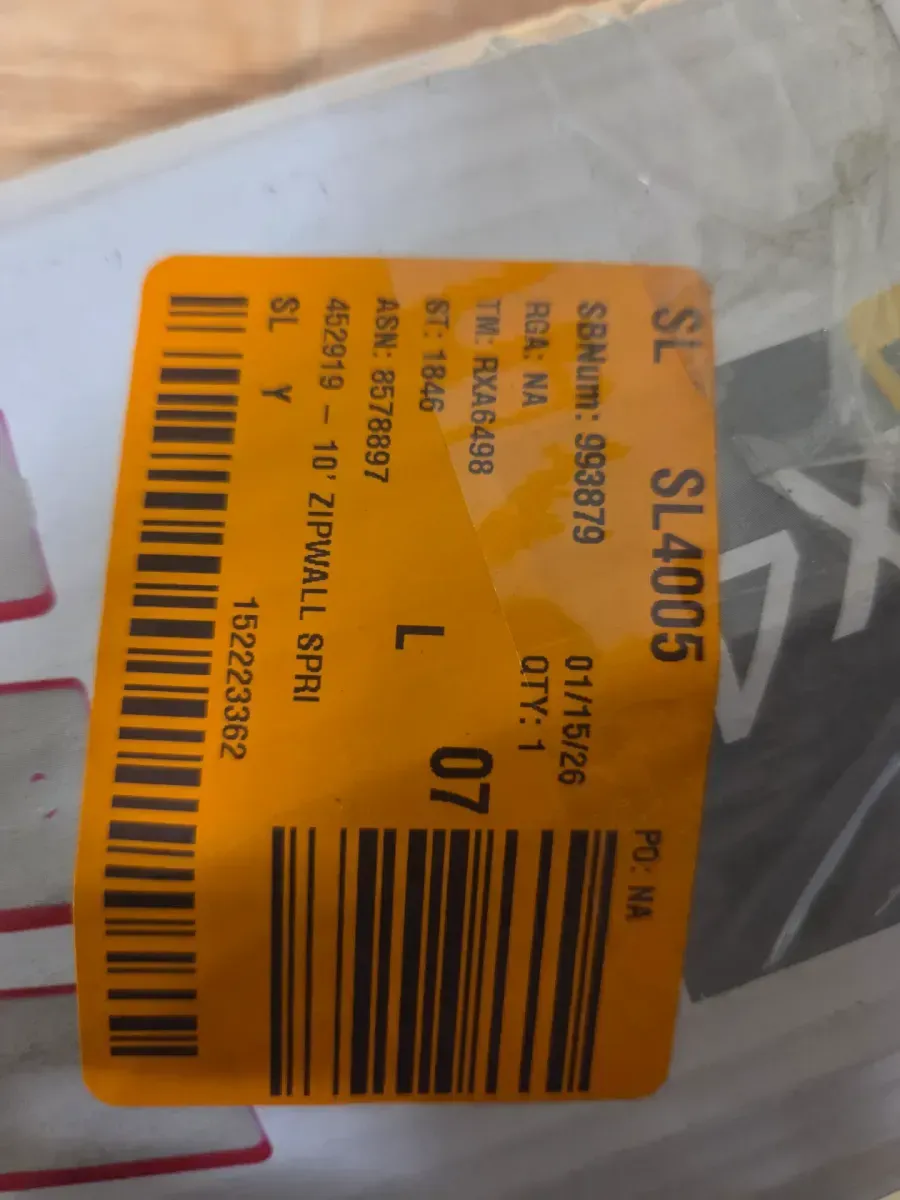 SL SL4005
PO: NA
SBNum: 993879 01/15/26
RGA: NA QTY: 1
TM: RXA6498
ST: 1846 L 07
ASN: 8578897
452919 - 10' ZIPWALL SPRI
SL Y
152223362